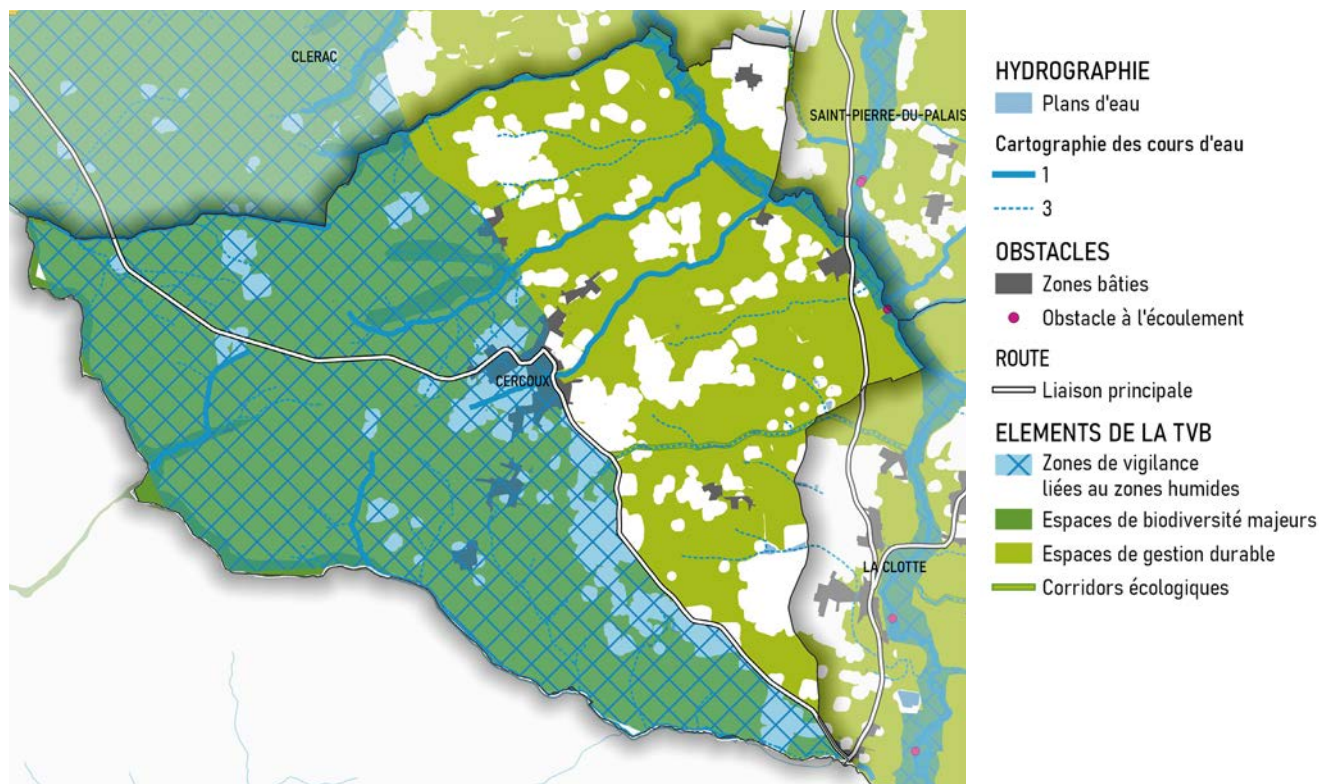 CLERAC
SAINT-PIERRE-DU-PALAIS
CERCOUX
LA CLOTTE
HYDROGRAPHIE
Plans d'eau
Cartographie des cours d'eau
1
3
OBSTACLES
Zones bâties
Obstacle à l'écoulement
ROUTE
Liaison principale
ELEMENTS DE LA TVB
Zones de vigilance
liées au zones humides
Espaces de biodiversité majeurs
Espaces de gestion durable
Corridors écologiques